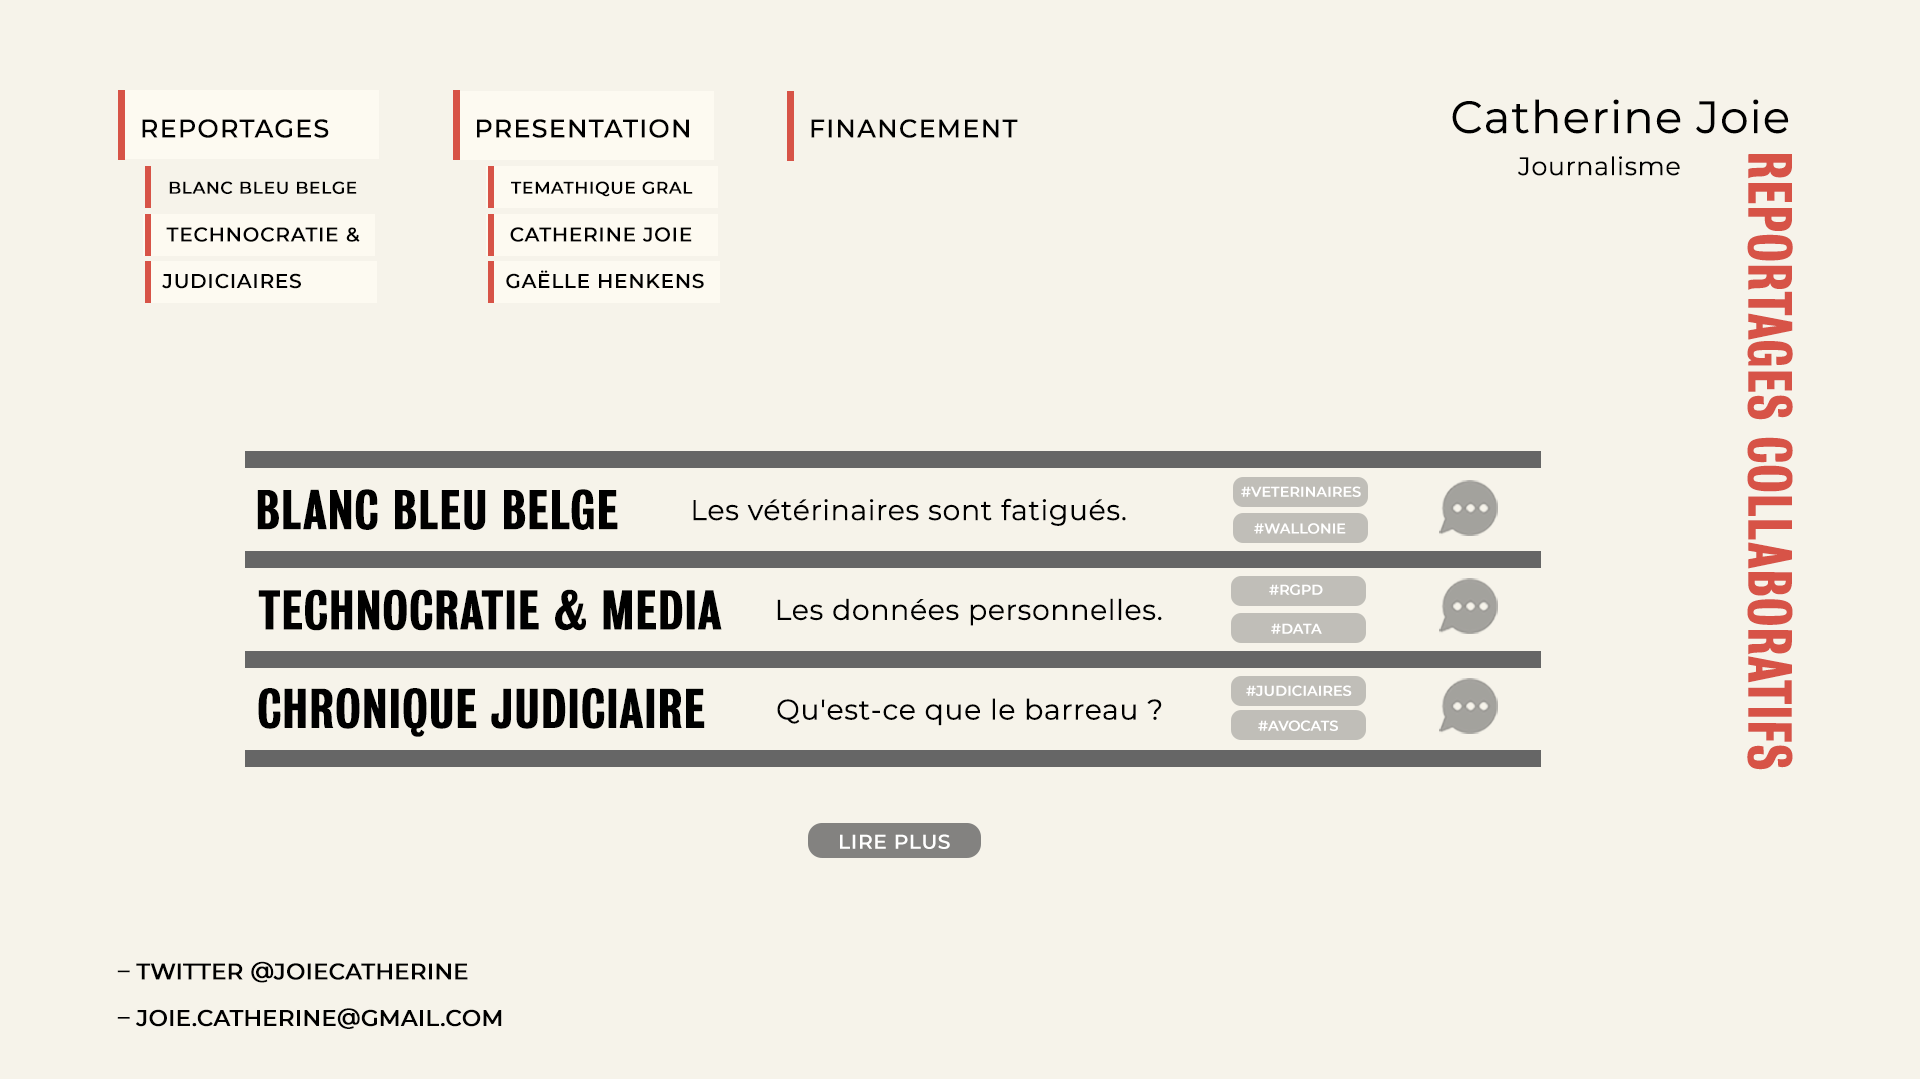 REPORTAGES
BLANC BLEU BELGE
TECHNOCRATIE &
JUDICIAIRES
PRESENTATION
TEMATHIQUE GRAL
CATHERINE JOIE
GAËLLE HENKENS
FINANCEMENT
Catherine Joie
Journalisme
REPORTAGES COLLABORATIFS
BLANC BLEU BELGE
Les vétérinaires sont fatigués.
#VETERINAIRES
#WALLONIE
TECHNOCRATIE & MEDIA
Les données personnelles.
#RGPD
#DATA
CHRONIQUE JUDICIAIRE
Qu'est-ce que le barreau ?
#JUDICIAIRES
#AVOCATS
LIRE PLUS
– TWITTER @JOIECATHERINE
– JOIE.CATHERINE@GMAIL.COM